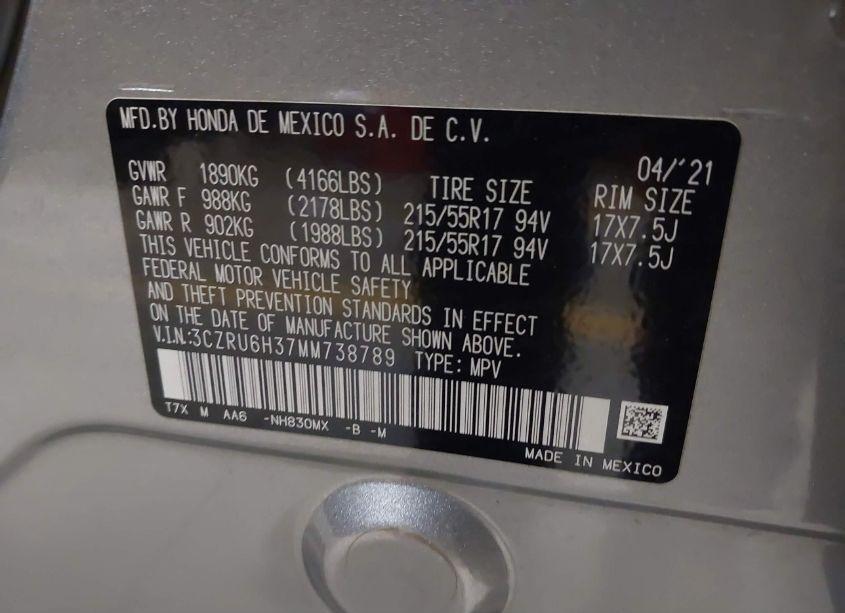 MFD.BY HONDA DE MEXICO S.A. DE C.V.
04/'21
GVWR 1890KG (4166LBS) TIRE SIZE RIM SIZE
GAWR F 988KG (2178LBS) 215/55R17 94V 17X7.5J
GAWR R 902KG (1988LBS) 215/55R17 94V 17X7.5J
THIS VEHICLE CONFORMS TO ALL APPLICABLE
FEDERAL MOTOR VEHICLE SAFETY
AND THEFT PREVENTION STANDARDS IN EFFECT
ON THE DATE OF MANUFACTURE SHOWN ABOVE.
V.I.N.:3CZRU6H37MM738789 TYPE: MPV
T7X M AA6 -NH830MX -B -M
MADE IN MEXICO